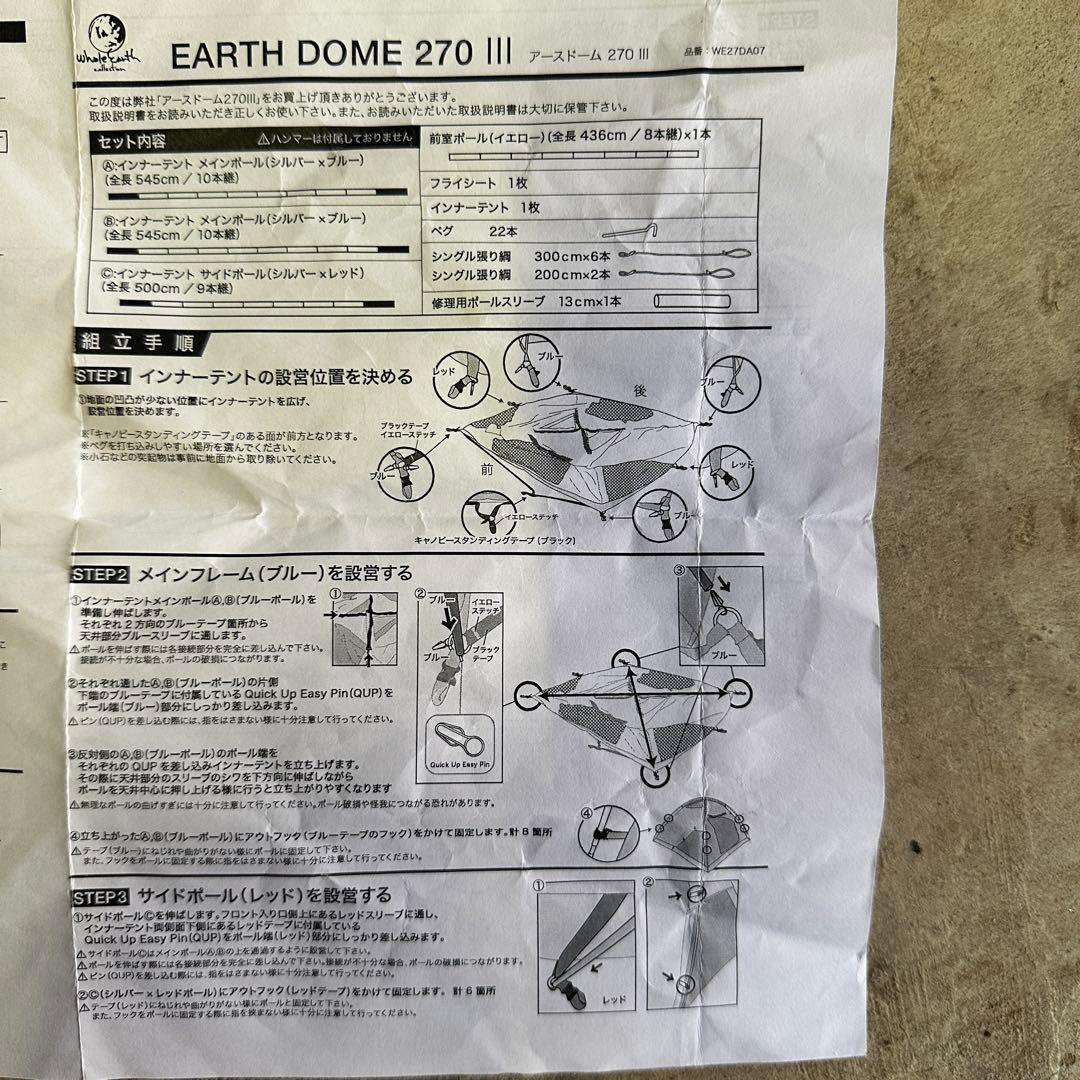 Whole Earth
collection
EARTH DOME 270 III アースドーム 270 III 品番：WE27DA07
この度は弊社「アースドーム270III」をお買上げ頂きありがとうございます。
取扱説明書をお読みいただき正しくお使い下さい。また、お読みいただいた取扱説明書は大切に保管下さい。
セット内容 ⚠ハンマーは付属しておりません
Ⓐ:インナーテント メインポール(シルバー×ブルー)
(全長 545cm / 10本継)
Ⓑ:インナーテント メインポール(シルバー×ブルー)
(全長 545cm / 10本継)
Ⓒ:インナーテント サイドポール(シルバー×レッド)
(全長 500cm / 9本継)
前室ポール(イエロー)(全長 436cm / 8本継)×1本
フライシート 1枚
インナーテント 1枚
ペグ 22本
シングル張り綱 300cm×6本
シングル張り綱 200cm×2本
修理用ポールスリーブ 13cm×1本
組立手順
STEP1 インナーテントの設営位置を決める
①地面の凹凸が少ない位置にインナーテントを広げ、
設営位置を決めます。
※「キャノピースタンディングテープ」のある面が前方となります。
※ペグを打ち込みしやすい場所を選んでください。
※小石などの突起物は事前に地面から取り除いてください。
レッド
ブルー
後
ブルー
ブラックテープ
イエローステッチ
ブルー
前
レッド
イエローステッチ
ブルー
キャノピースタンディングテープ(ブラック)
STEP2 メインフレーム(ブルー)を設営する
①インナーテントメインポールⒶ,Ⓑ(ブルーポール)を
準備し伸ばします。
それぞれ2方向のブルーテープ箇所から
天井部分ブルースリーブに通します。
⚠ポールを伸ばす際には各接続部分を完全に差し込んで下さい。
接続が不十分な場合、ポールの破損につながります。
②それぞれ通したⒶ,Ⓑ(ブルーポール)の片側
下端のブルーテープに付属しているQuick Up Easy Pin(QUP)を
ポール端(ブルー)部分にしっかり差し込みます。
⚠ピン(QUP)を差し込む際には、指をはさまない様に十分注意して行ってください。
③反対側のⒶ,Ⓑ(ブルーポール)のポール端を
それぞれのQUPを差し込みインナーテントを立ち上げます。
その際に天井部分のスリーブのシワを下方向に伸ばしながら
ポールを天井中心に押し上げる様に行うと立ち上がりやすくなります
⚠無理なポールの曲げすぎには十分に注意して行ってください。ポール破損や怪我につながる恐れがあります。
④立ち上がったⒶ,Ⓑ(ブルーポール)にアウトフック(ブルーテープのフック)をかけて固定します。計8箇所
⚠テープ(ブルー)にねじれや曲がりがない様にポールに固定して下さい。
また、フックをポールに固定する際に指をはさまない様に十分に注意して行ってください。
①
②
ブルー
イエロー
ステッチ
ブルー
ブラック
テープ
Quick Up Easy Pin
③
ブルー
④
STEP3 サイドポール(レッド)を設営する
①サイドポールⒸを伸ばします。フロント入り口側上にあるレッドスリーブに通し、
インナーテント両側面下側にあるレッドテープに付属している
Quick Up Easy Pin(QUP)をポール端(レッド)部分にしっかり差し込みます。
⚠サイドポールⒸはメインポールⒶ,Ⓑの上を通過するように設営して下さい。
⚠ポールを伸ばす際には各接続部分を完全に差し込んで下さい。接続が不十分な場合、ポールの破損につながります。
⚠ピン(QUP)を差し込む際には、指をはさまない様に十分注意して行ってください。
②Ⓒ(シルバー×レッドポール)にアウトフック(レッドテープ)をかけて固定します。 計6箇所
⚠テープ(レッド)にねじれや曲がりがない様にポールと固定して下さい。
また、フックをポールに固定する際に指を挟まない様に十分に注意して行ってください。
①
レッド
②